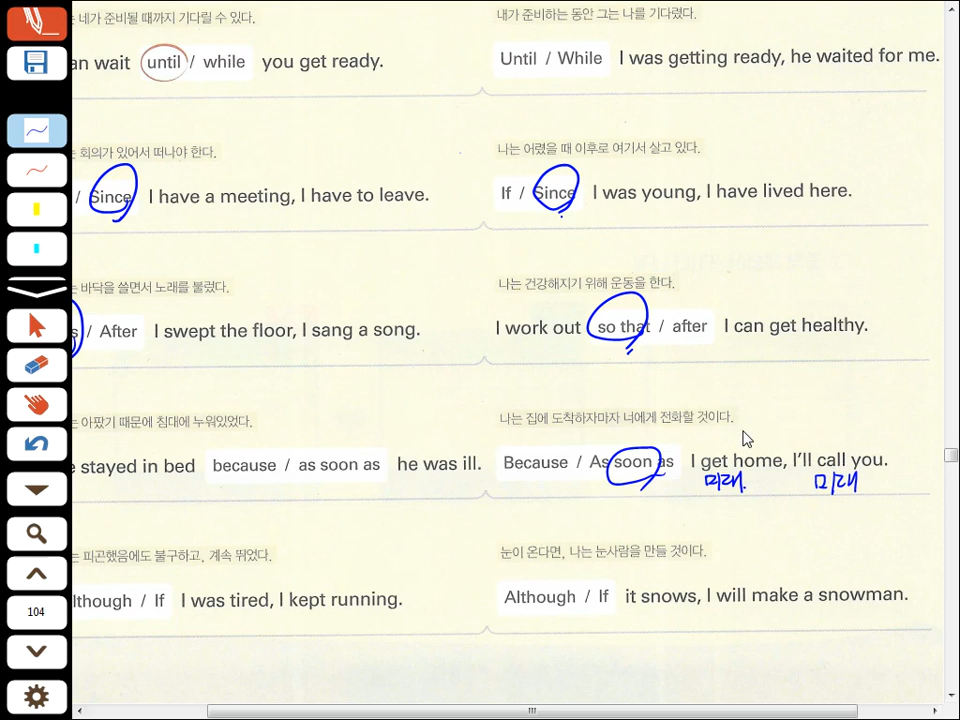 는 네가 준비될 때까지 기다릴 수 있다.
an wait until / while you get ready.
내가 준비하는 동안 그는 나를 기다렸다.
Until / While I was getting ready, he waited for me.
는 회의가 있어서 떠나야 한다.
/ Since I have a meeting, I have to leave.
나는 어렸을 때 이후로 여기서 살고 있다.
If / Since I was young, I have lived here.
는 바닥을 쓸면서 노래를 불렀다.
s / After I swept the floor, I sang a song.
나는 건강해지기 위해 운동을 한다.
I work out so that / after I can get healthy.
는 아팠기 때문에 침대에 누워있었다.
e stayed in bed because / as soon as he was ill.
나는 집에 도착하자마자 너에게 전화할 것이다.
Because / As soon as I get home, I'll call you.
미래. 미래
는 피곤했음에도 불구하고, 계속 뛰었다.
lthough / If I was tired, I kept running.
눈이 온다면, 나는 눈사람을 만들 것이다.
Although / If it snows, I will make a snowman.
104